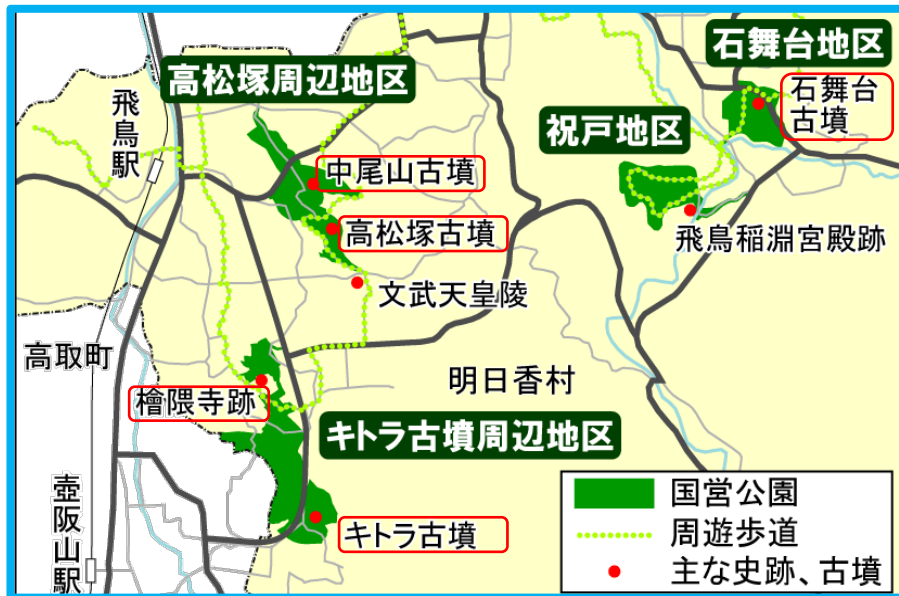 石舞台地区
高松塚周辺地区
石舞台
古墳
飛鳥駅
祝戸地区
中尾山古墳
高松塚古墳
飛鳥稲淵宮殿跡
文武天皇陵
高取町
明日香村
檜隈寺跡
キトラ古墳周辺地区
国営公園
周遊歩道
キトラ古墳
主な史跡、古墳
壺阪山駅